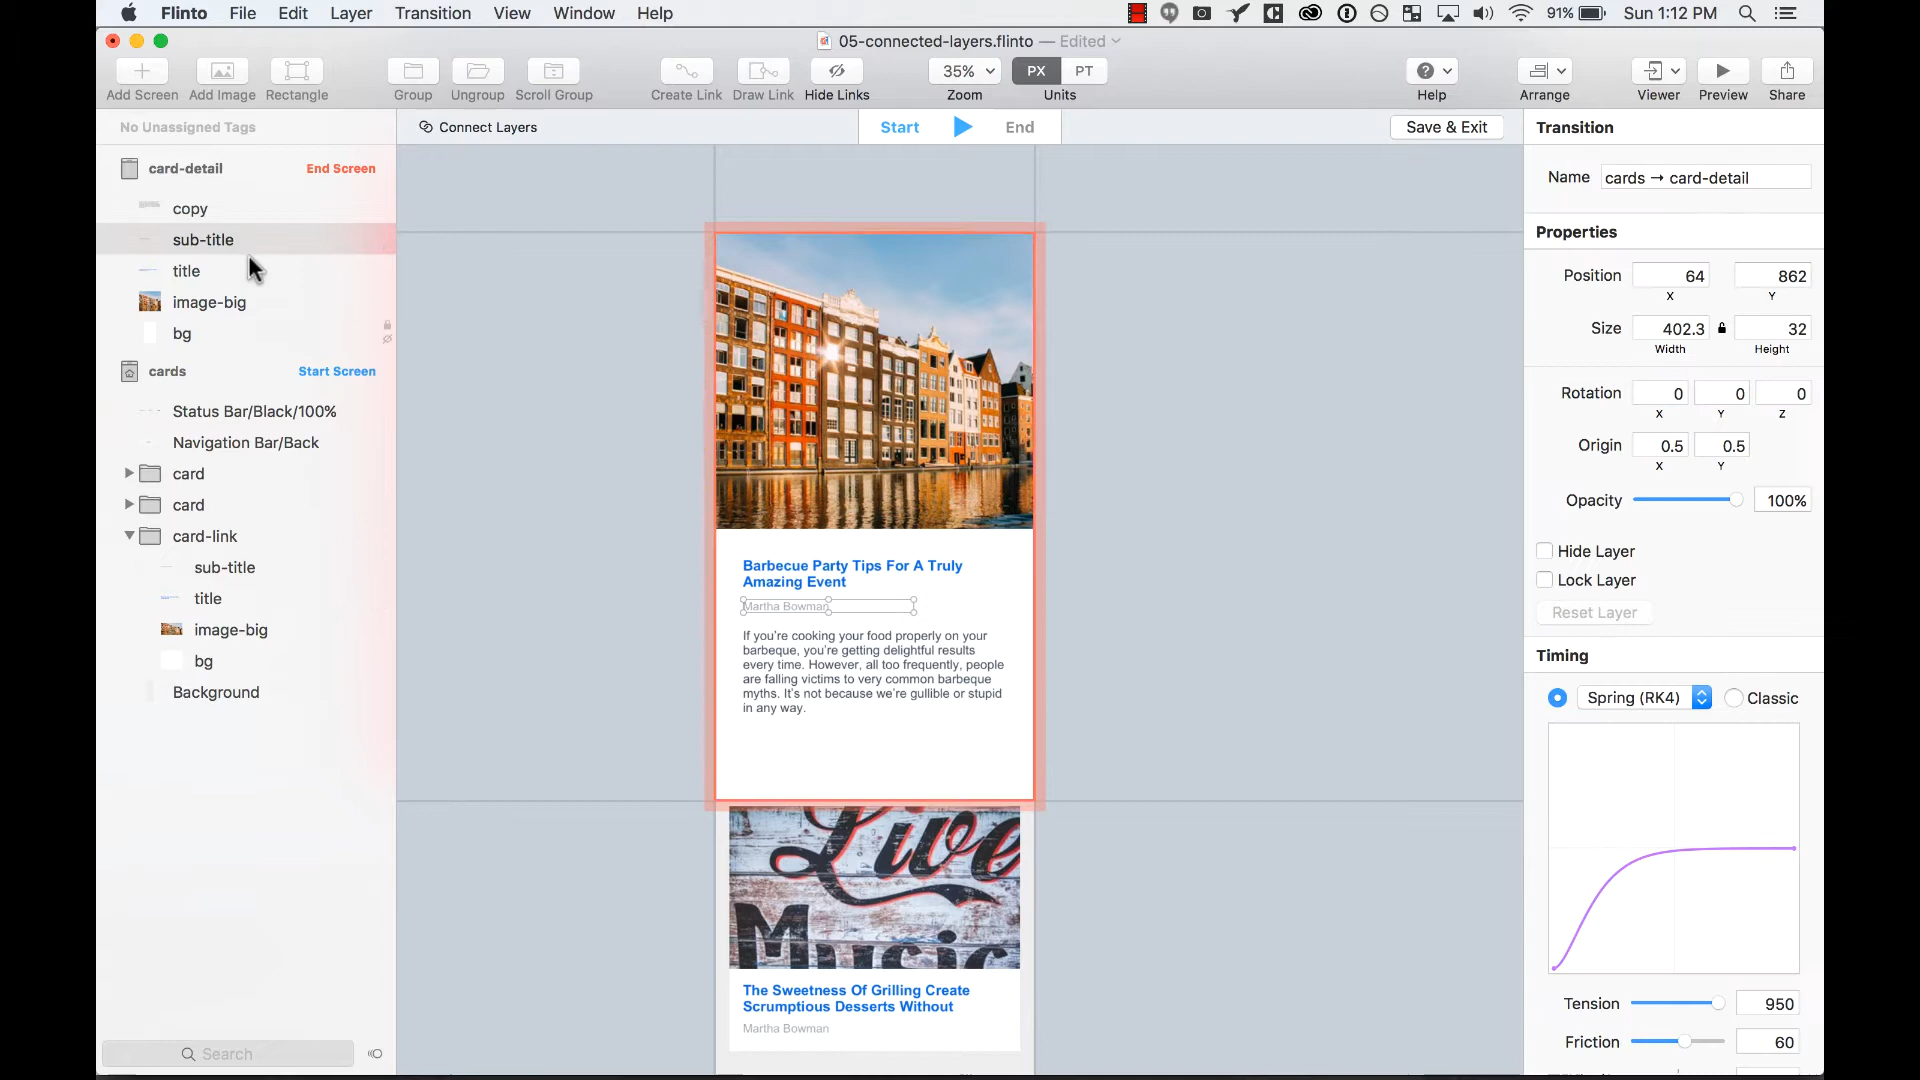 Flinto File Edit Layer Transition View Window Help
91% Sun 1:12 PM
05-connected-layers.flinto — Edited
35% PX PT
Add Screen Add Image Rectangle Group Ungroup Scroll Group Create Link Draw Link Hide Links Zoom Units Help Arrange Viewer Preview Share
No Unassigned Tags
Connect Layers
Start End
Save & Exit
card-detail End Screen
copy
sub-title
title
image-big
bg
cards Start Screen
Status Bar/Black/100%
Navigation Bar/Back
card
card
card-link
sub-title
title
image-big
bg
Background
Search
Barbecue Party Tips For A Truly
Amazing Event
Martha Bowman
If you're cooking your food properly on your
barbeque, you're getting delightful results
every time. However, all too frequently, people
are falling victims to very common barbeque
myths. It's not because we're gullible or stupid
in any way.
Live
Music
The Sweetness Of Grilling Create
Scrumptious Desserts Without
Martha Bowman
Transition
Name cards → card-detail
Properties
Position 64 862
X Y
Size 402.3 32
Width Height
Rotation 0 0 0
X Y Z
Origin 0.5 0.5
X Y
Opacity 100%
Hide Layer
Lock Layer
Reset Layer
Timing
Spring (RK4) Classic
Tension 950
Friction 60